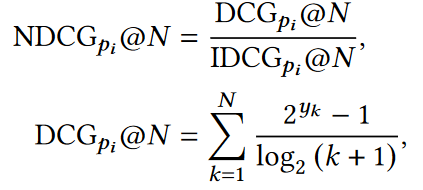 NDCG_{p_i}@N = \frac{DCG_{p_i}@N}{IDCG_{p_i}@N},
DCG_{p_i}@N = \sum_{k=1}^{N} \frac{2^{y_k} - 1}{\log_2 (k + 1)},